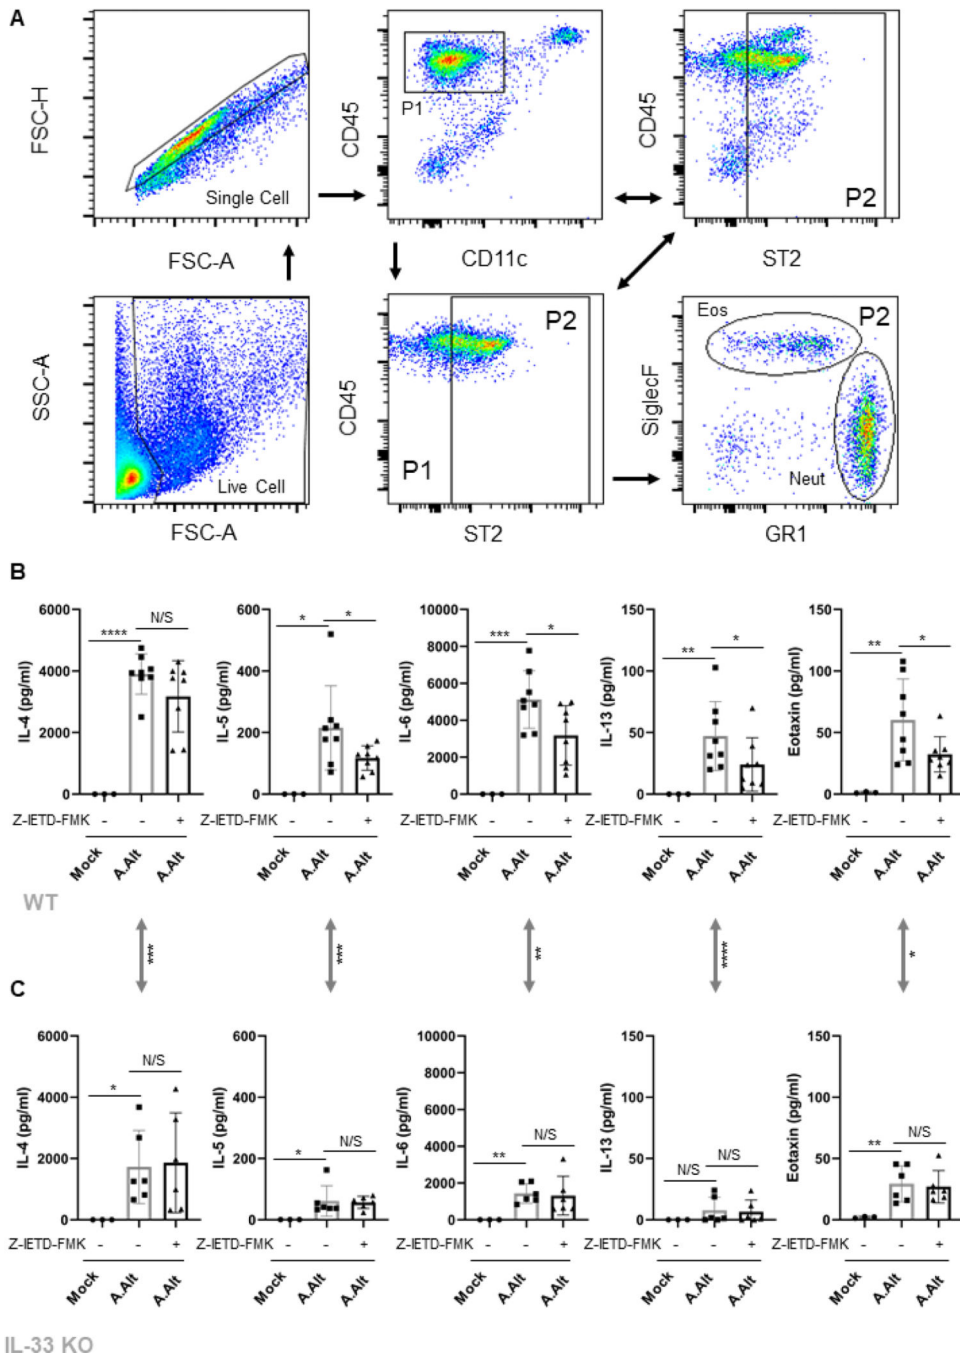 A
FSC-H
Single Cell
FSC-A
CD45
P1
CD11c
CD45
P2
ST2
SSC-A
Live Cell
FSC-A
CD45
P2
P1
ST2
Eos
P2
SiglecF
Neut
GR1
B
6000
4000
2000
0
IL-4 (pg/ml)
****
N/S
600
400
200
0
IL-5 (pg/ml)
*
*
10000
8000
6000
4000
2000
0
IL-6 (pg/ml)
***
*
150
100
50
0
IL-13 (pg/ml)
**
*
150
100
50
0
Eotaxin (pg/ml)
**
*
Z-IETD-FMK - - +
Mock A.Alt A.Alt
Z-IETD-FMK - - +
Mock A.Alt A.Alt
Z-IETD-FMK - - +
Mock A.Alt A.Alt
Z-IETD-FMK - - +
Mock A.Alt A.Alt
Z-IETD-FMK - - +
Mock A.Alt A.Alt
WT
*** *** ** **** *
C
6000
4000
2000
0
IL-4 (pg/ml)
*
N/S
600
400
200
0
IL-5 (pg/ml)
*
N/S
10000
8000
6000
4000
2000
0
IL-6 (pg/ml)
**
N/S
150
100
50
0
IL-13 (pg/ml)
N/S
N/S
150
100
50
0
Eotaxin (pg/ml)
**
N/S
Z-IETD-FMK - - +
Mock A.Alt A.Alt
Z-IETD-FMK - - +
Mock A.Alt A.Alt
Z-IETD-FMK - - +
Mock A.Alt A.Alt
Z-IETD-FMK - - +
Mock A.Alt A.Alt
Z-IETD-FMK - - +
Mock A.Alt A.Alt
IL-33 KO